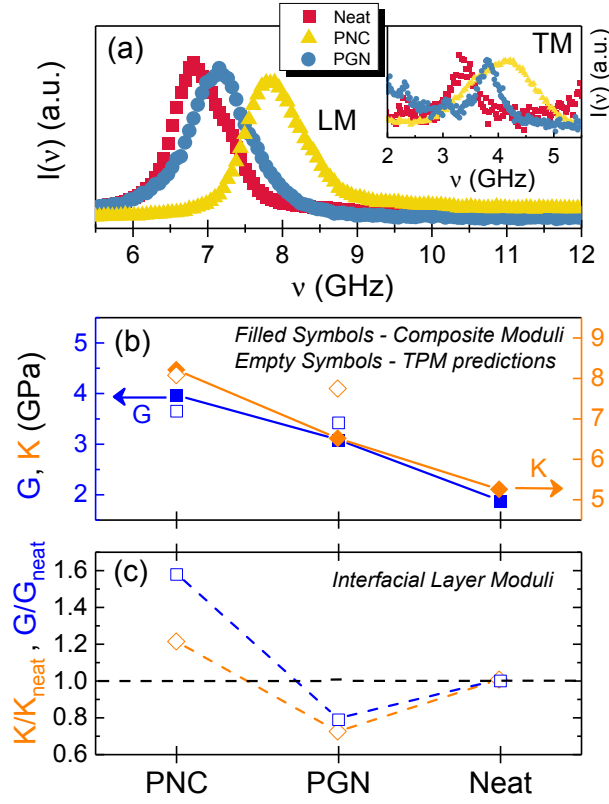 (a)
Neat
PNC
PGN
LM
TM
I(ν) (a.u.)
I(ν) (a.u.)
2 3 4 5
ν (GHz)
6 7 8 9 10 11 12
ν (GHz)
(b)
Filled Symbols - Composite Moduli
Empty Symbols - TPM predictions
G, K (GPa)
5
4
3
2
9
8
7
6
5
G
K
(c)
Interfacial Layer Moduli
K/Kneat , G/Gneat
1.6
1.4
1.2
1.0
0.8
0.6
PNC PGN Neat